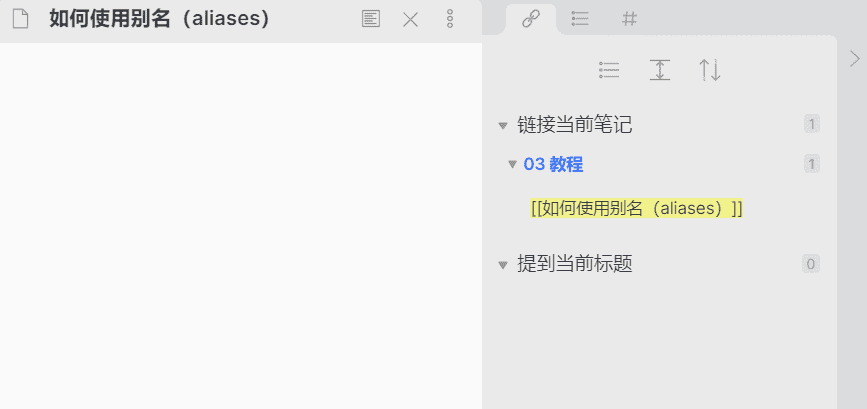 如何使用别名（aliases）
链接当前笔记 1
03 教程 1
[[如何使用别名（aliases）]]
提到当前标题 0